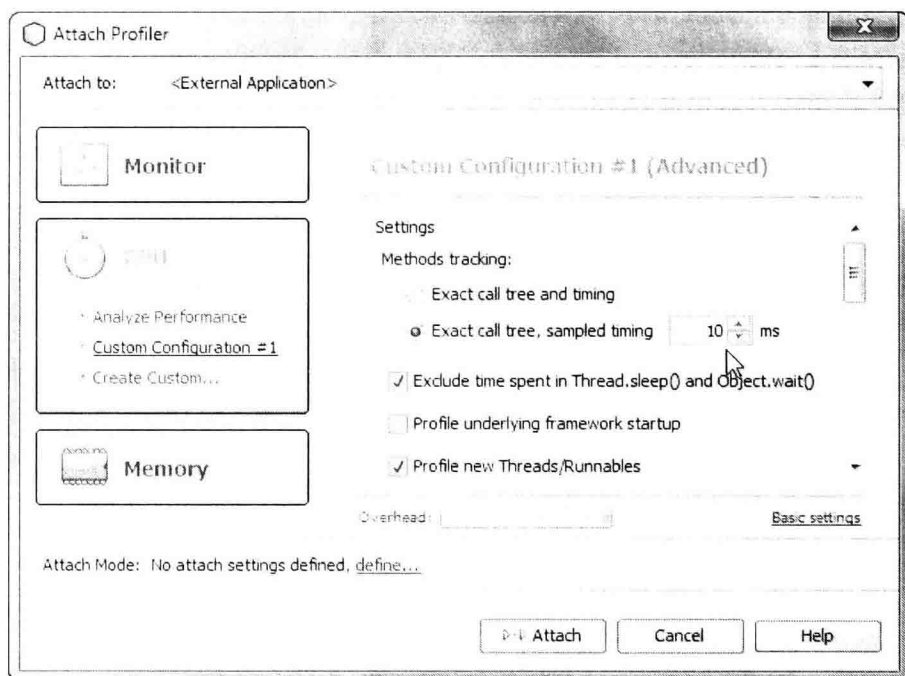 Attach Profiler
Attach to: <External Application>
Monitor
CPU
Analyze Performance
Custom Configuration #1
Create Custom...
Memory
Custom Configuration #1 (Advanced)
Settings
Methods tracking:
Exact call tree and timing
Exact call tree, sampled timing 10 ms
Exclude time spent in Thread.sleep() and Object.wait()
Profile underlying framework startup
Profile new Threads/Runnables
Overhead:
Basic settings
Attach Mode: No attach settings defined, define...
Attach
Cancel
Help